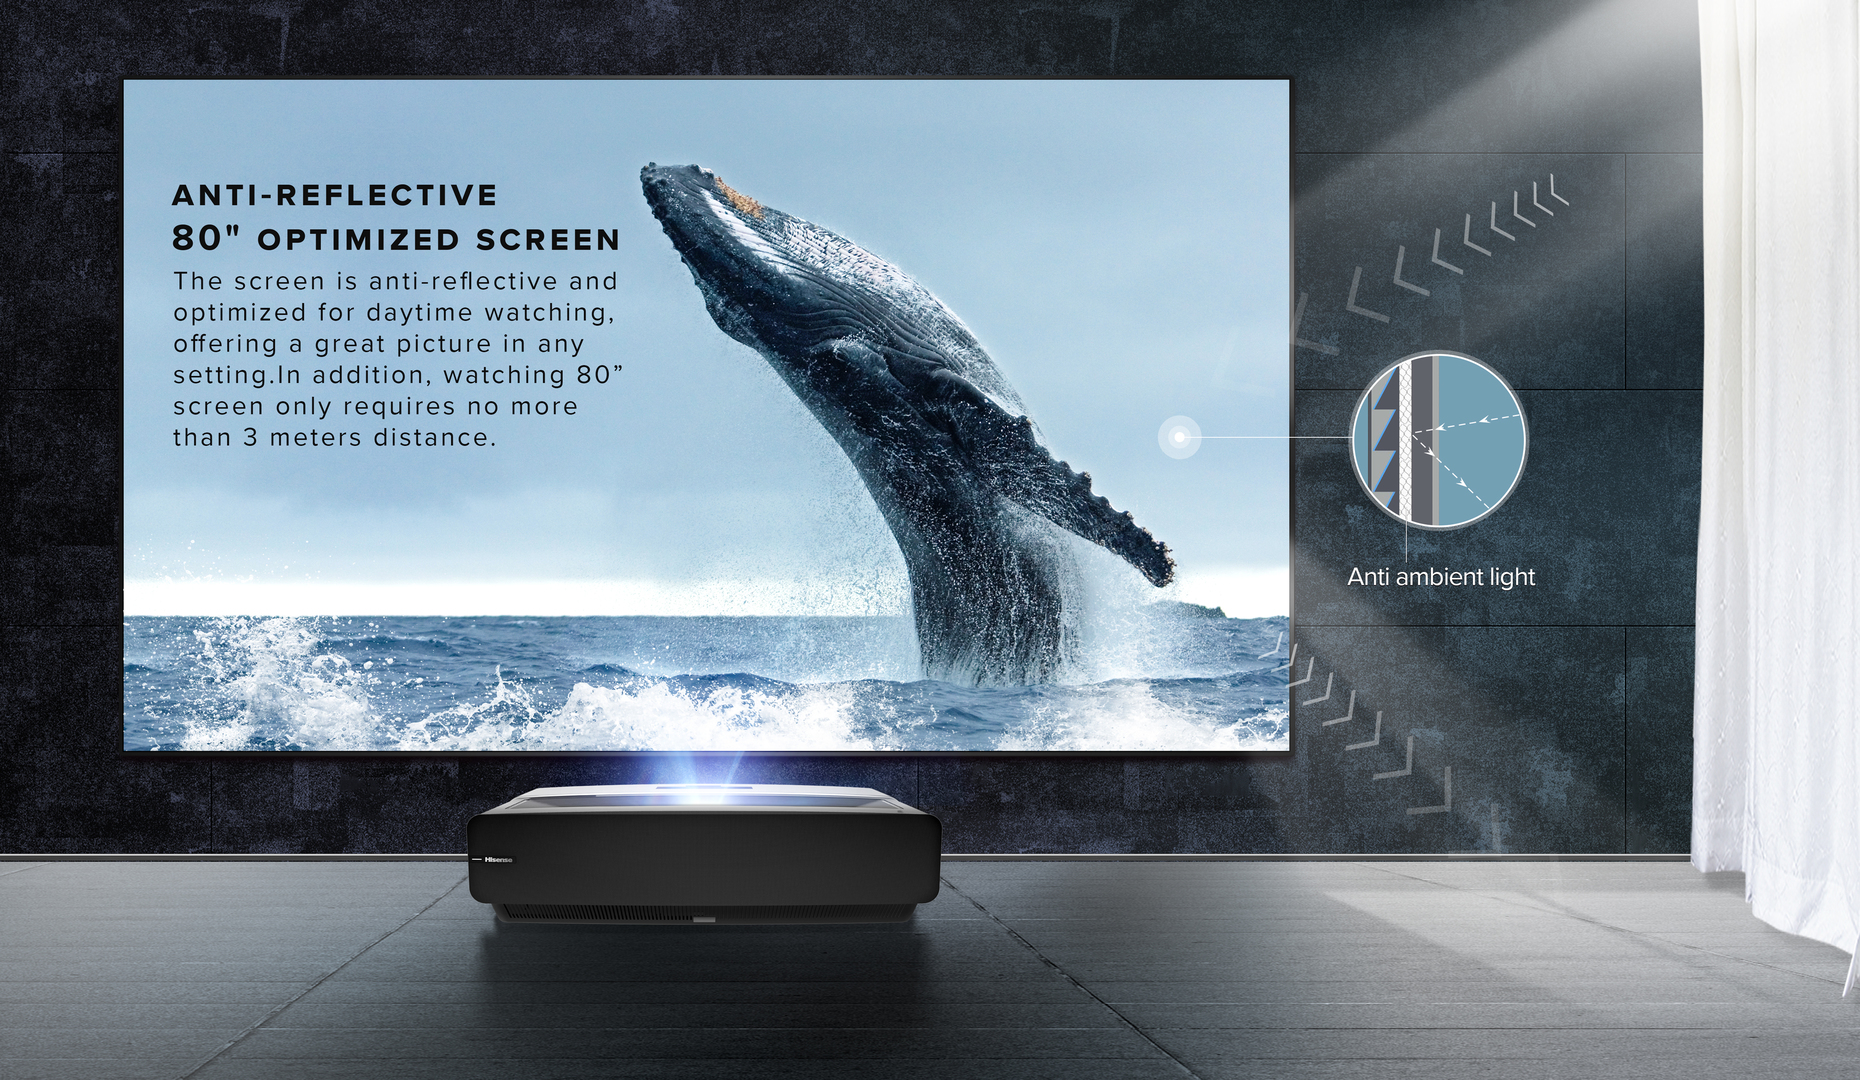 ANTI-REFLECTIVE
80" OPTIMIZED SCREEN
The screen is anti-reflective and
optimized for daytime watching,
offering a great picture in any
setting.In addition, watching 80”
screen only requires no more
than 3 meters distance.
Anti ambient light
Hisense